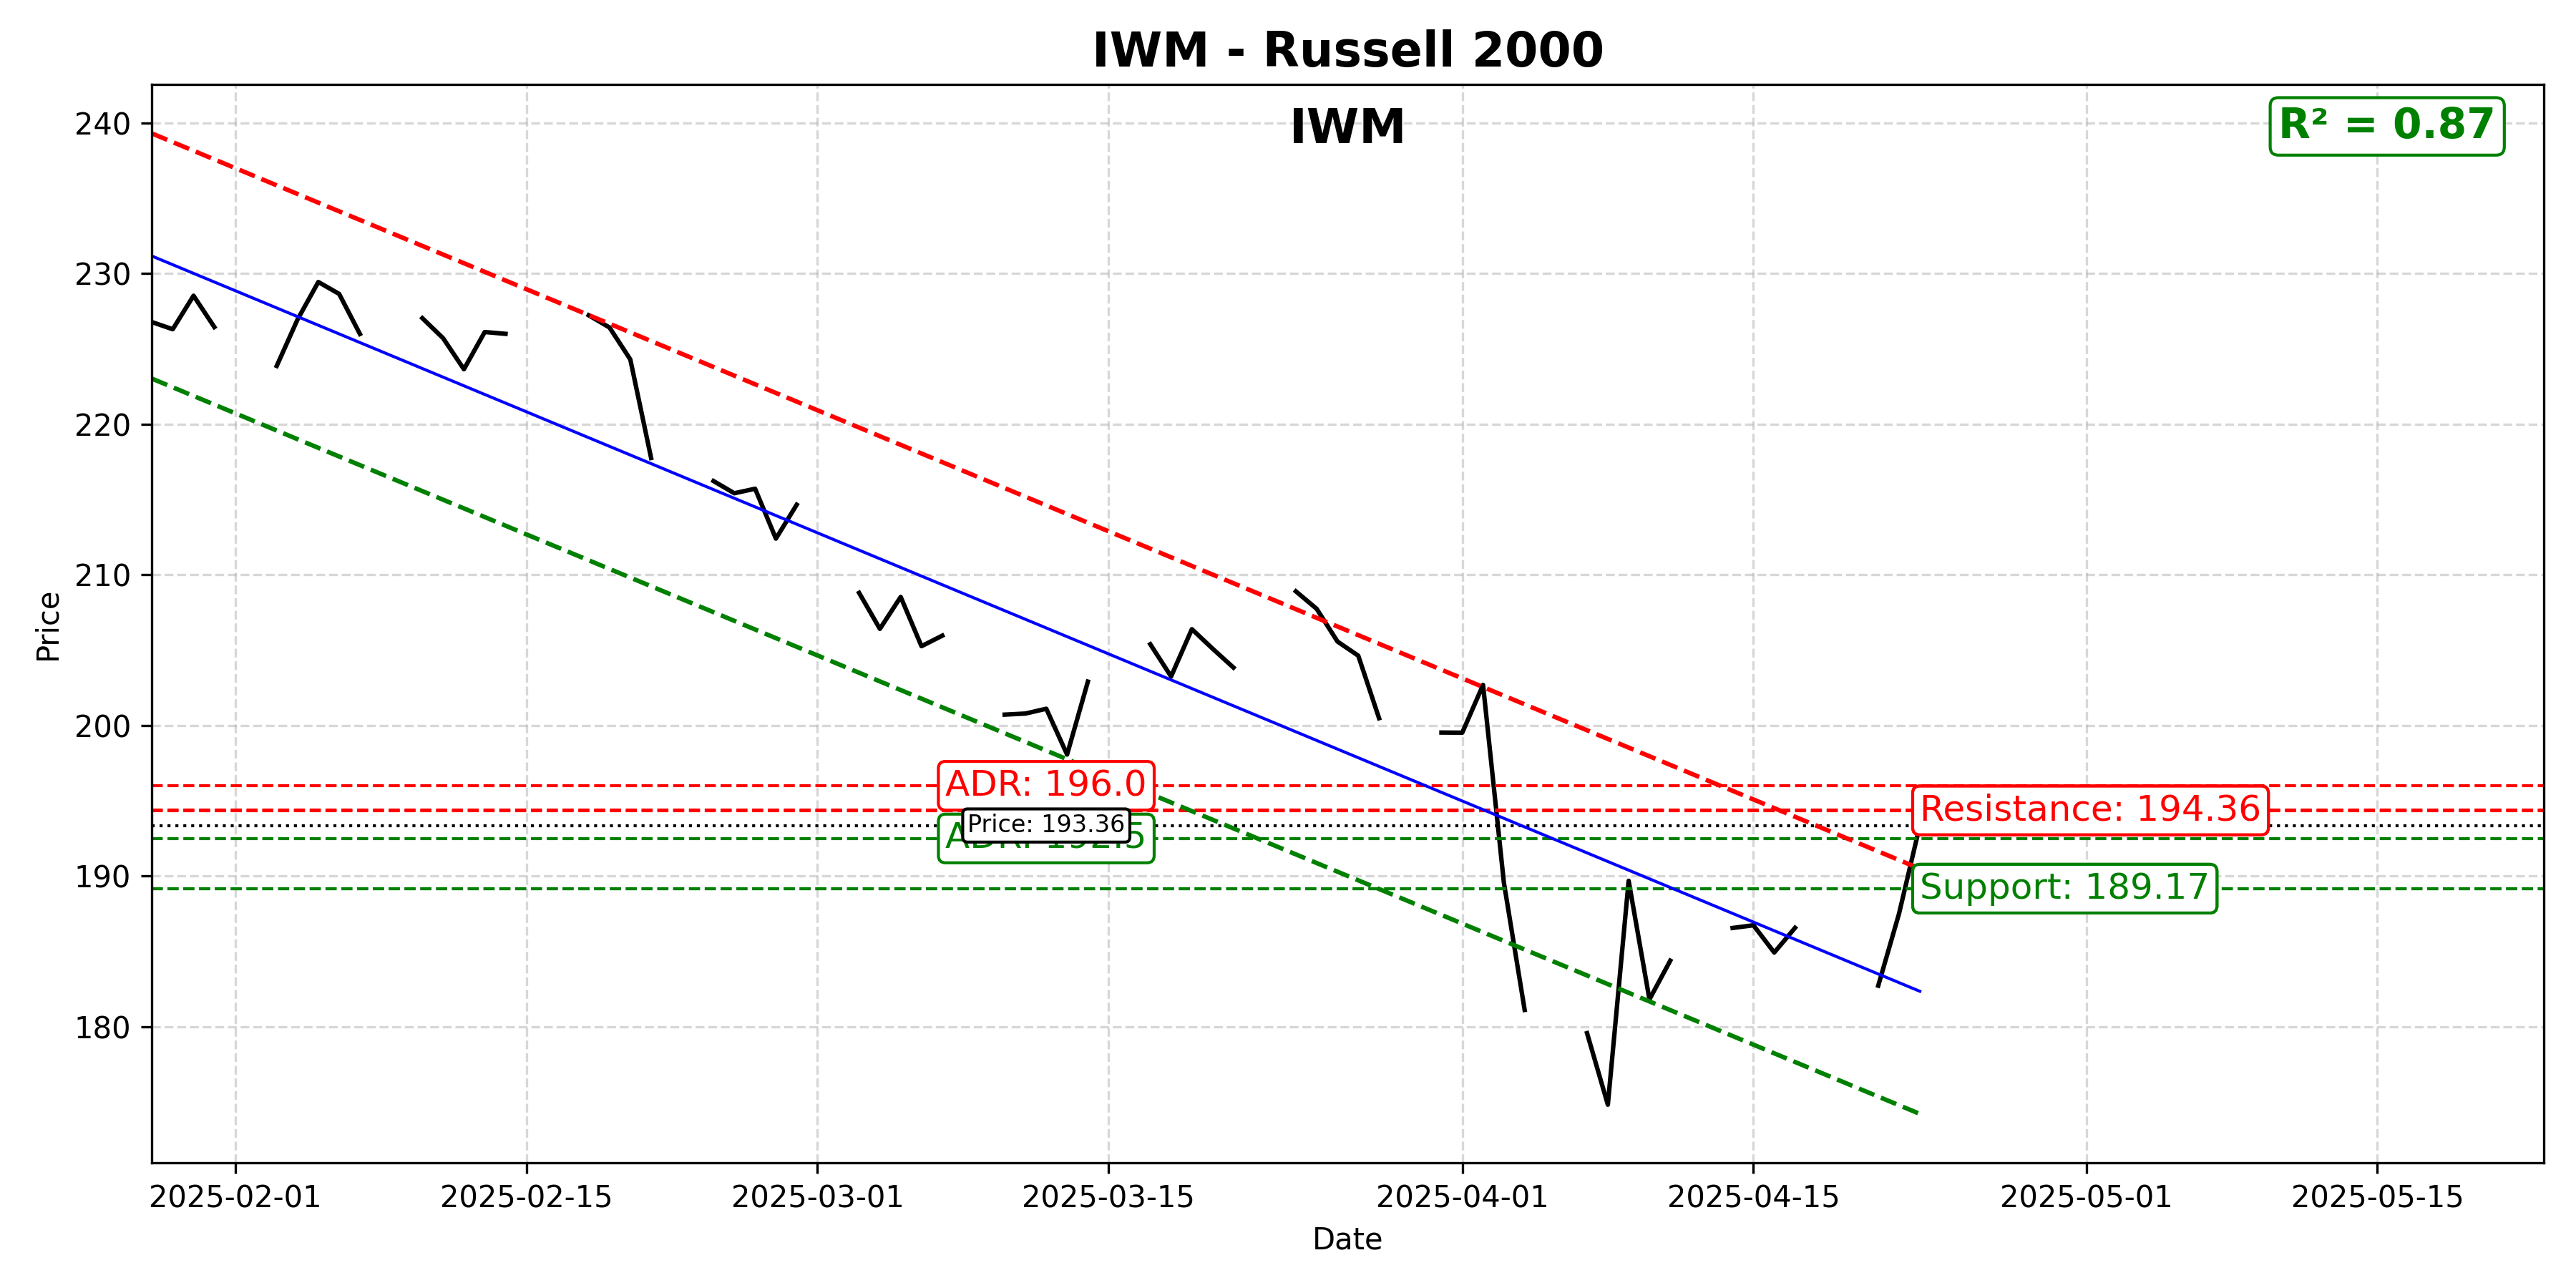 IWM - Russell 2000
IWM
R² = 0.87
240
230
220
210
200
190
180
Price
ADR: 196.0
Price: 193.36
Resistance: 194.36
Support: 189.17
2025-02-01
2025-02-15
2025-03-01
2025-03-15
2025-04-01
2025-04-15
2025-05-01
2025-05-15
Date